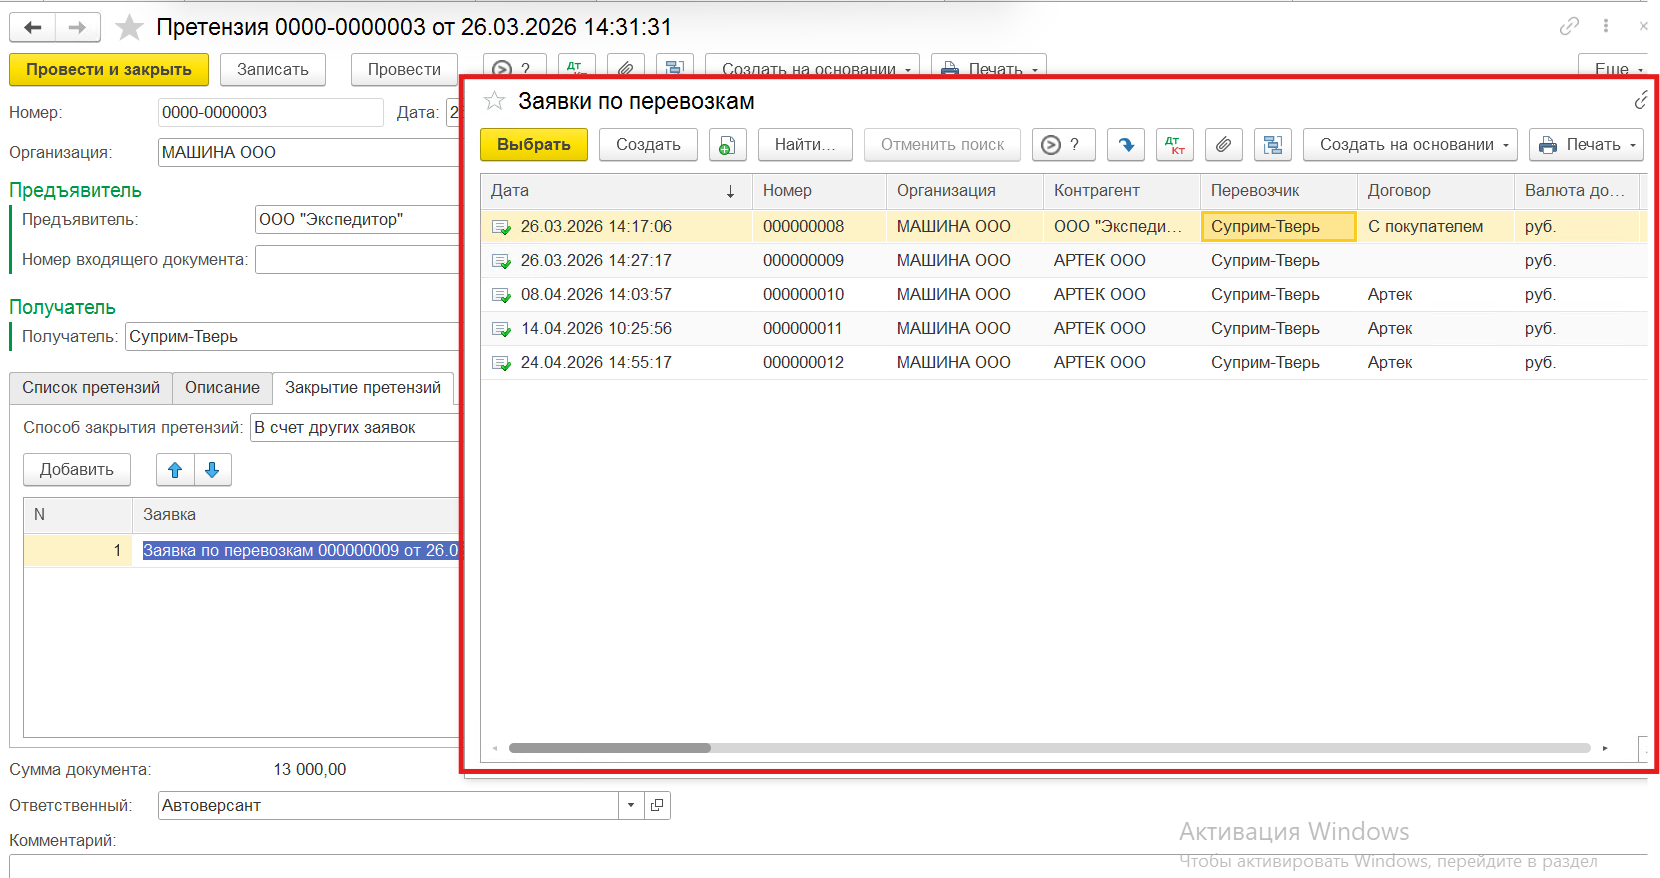 Претензия 0000-0000003 от 26.03.2026 14:31:31
Провести и закрыть Записать Провести ? Создать на основании Печать Еще
Номер: 0000-0000003 Дата: 2
Организация: МАШИНА ООО
Предъявитель
Предъявитель: ООО "Экспедитор"
Номер входящего документа:
Получатель
Получатель: Суприм-Тверь
Список претензий Описание Закрытие претензий
Способ закрытия претензий: В счет других заявок
Добавить
N Заявка
1 Заявка по перевозкам 000000009 от 26.0
Сумма документа: 13 000,00
Ответственный: Автоверсант
Комментарий:
Заявки по перевозкам
Выбрать Создать Найти... Отменить поиск ? Дт Кт Создать на основании Печать
Дата ↓ Номер Организация Контрагент Перевозчик Договор Валюта до...
26.03.2026 14:17:06 000000008 МАШИНА ООО ООО "Экспеди... Суприм-Тверь С покупателем руб.
26.03.2026 14:27:17 000000009 МАШИНА ООО АРТЕК ООО Суприм-Тверь руб.
08.04.2026 14:03:57 000000010 МАШИНА ООО АРТЕК ООО Суприм-Тверь Артек руб.
14.04.2026 10:25:56 000000011 МАШИНА ООО АРТЕК ООО Суприм-Тверь Артек руб.
24.04.2026 14:55:17 000000012 МАШИНА ООО АРТЕК ООО Суприм-Тверь Артек руб.
Активация Windows
Чтобы активировать Windows, перейдите в раздел